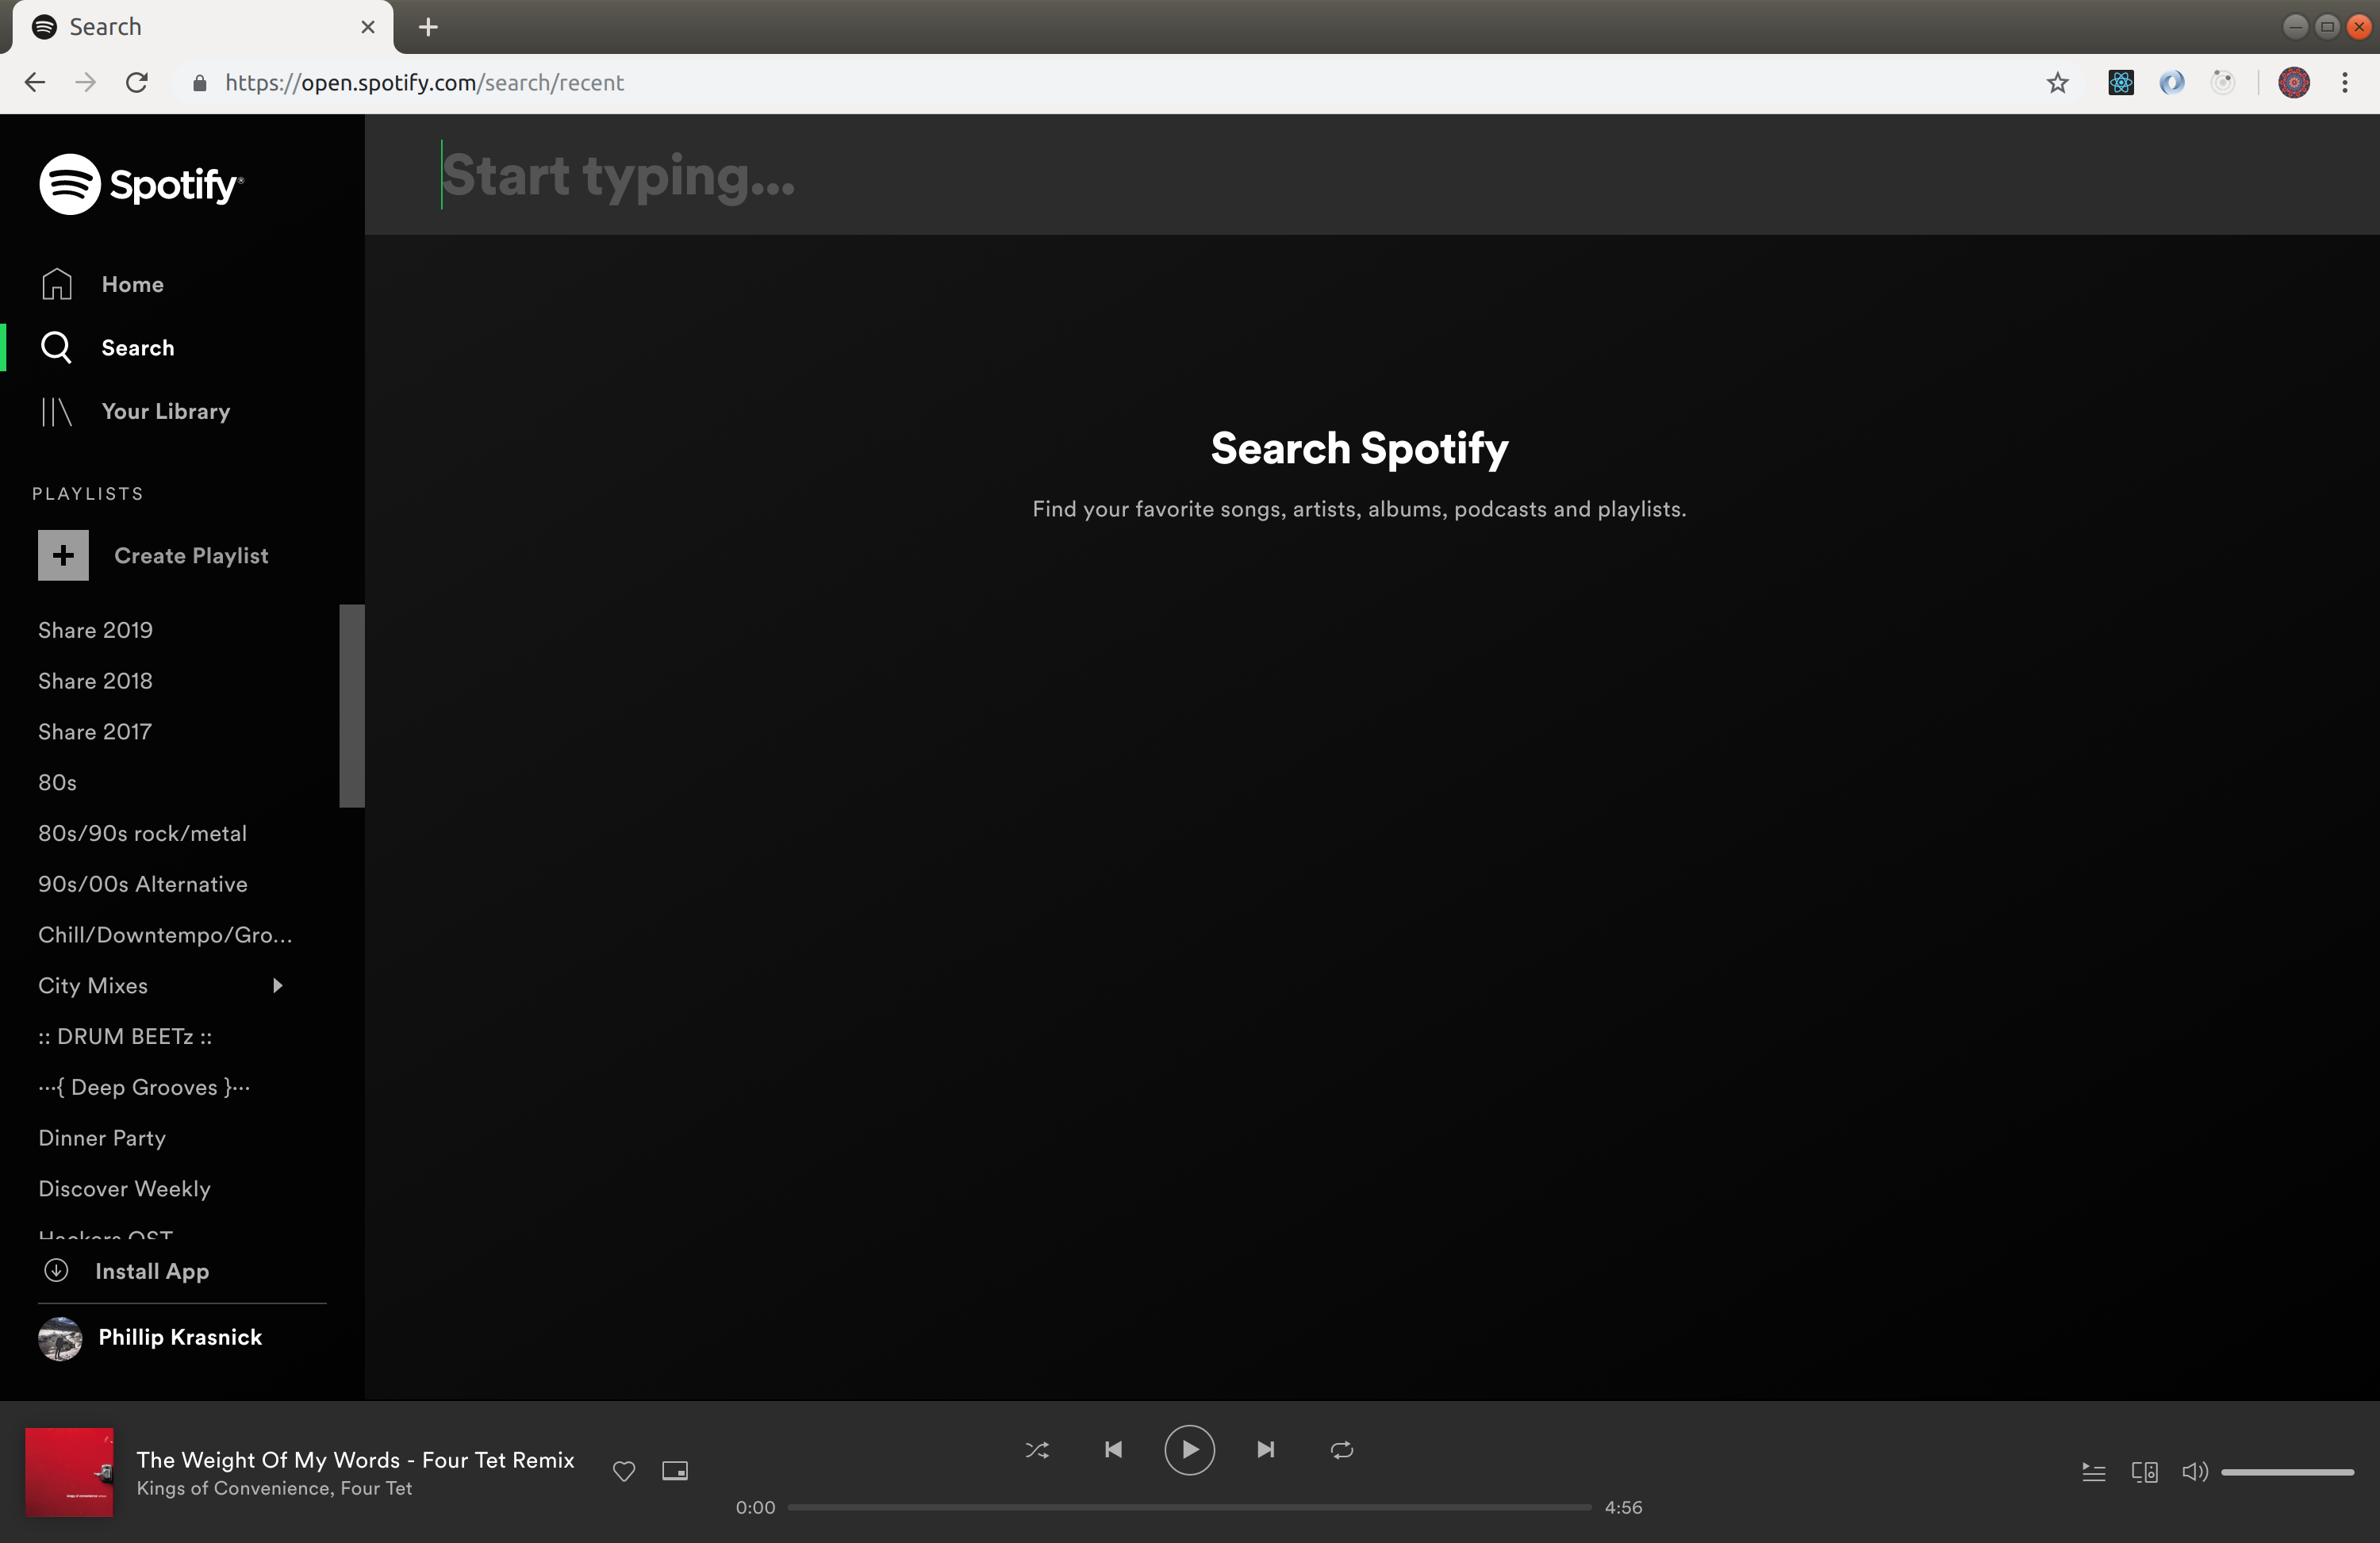 Search
https://open.spotify.com/search/recent
Spotify®
Start typing...
Home
Search
Your Library
Search Spotify
Find your favorite songs, artists, albums, podcasts and playlists.
PLAYLISTS
Create Playlist
Share 2019
Share 2018
Share 2017
80s
80s/90s rock/metal
90s/00s Alternative
Chill/Downtempo/Gro...
City Mixes
:: DRUM BEETz ::
···{ Deep Grooves }···
Dinner Party
Discover Weekly
Hackers OST
Install App
Phillip Krasnick
The Weight Of My Words - Four Tet Remix
Kings of Convenience, Four Tet
0:00
4:56